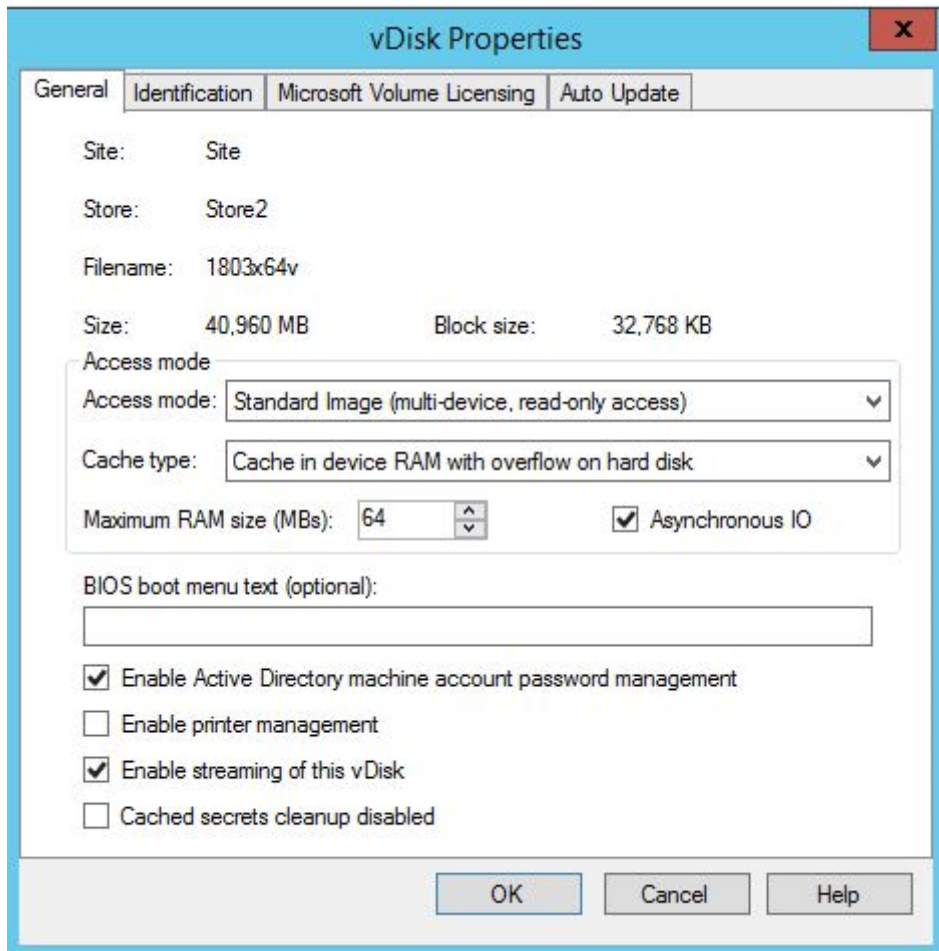 vDisk Properties
x
General Identification Microsoft Volume Licensing Auto Update
Site: Site
Store: Store2
Filename: 1803x64v
Size: 40,960 MB Block size: 32,768 KB
Access mode
Access mode: Standard Image (multi-device, read-only access)
Cache type: Cache in device RAM with overflow on hard disk
Maximum RAM size (MBs): 64 Asynchronous IO
BIOS boot menu text (optional):
Enable Active Directory machine account password management
Enable printer management
Enable streaming of this vDisk
Cached secrets cleanup disabled
OK Cancel Help